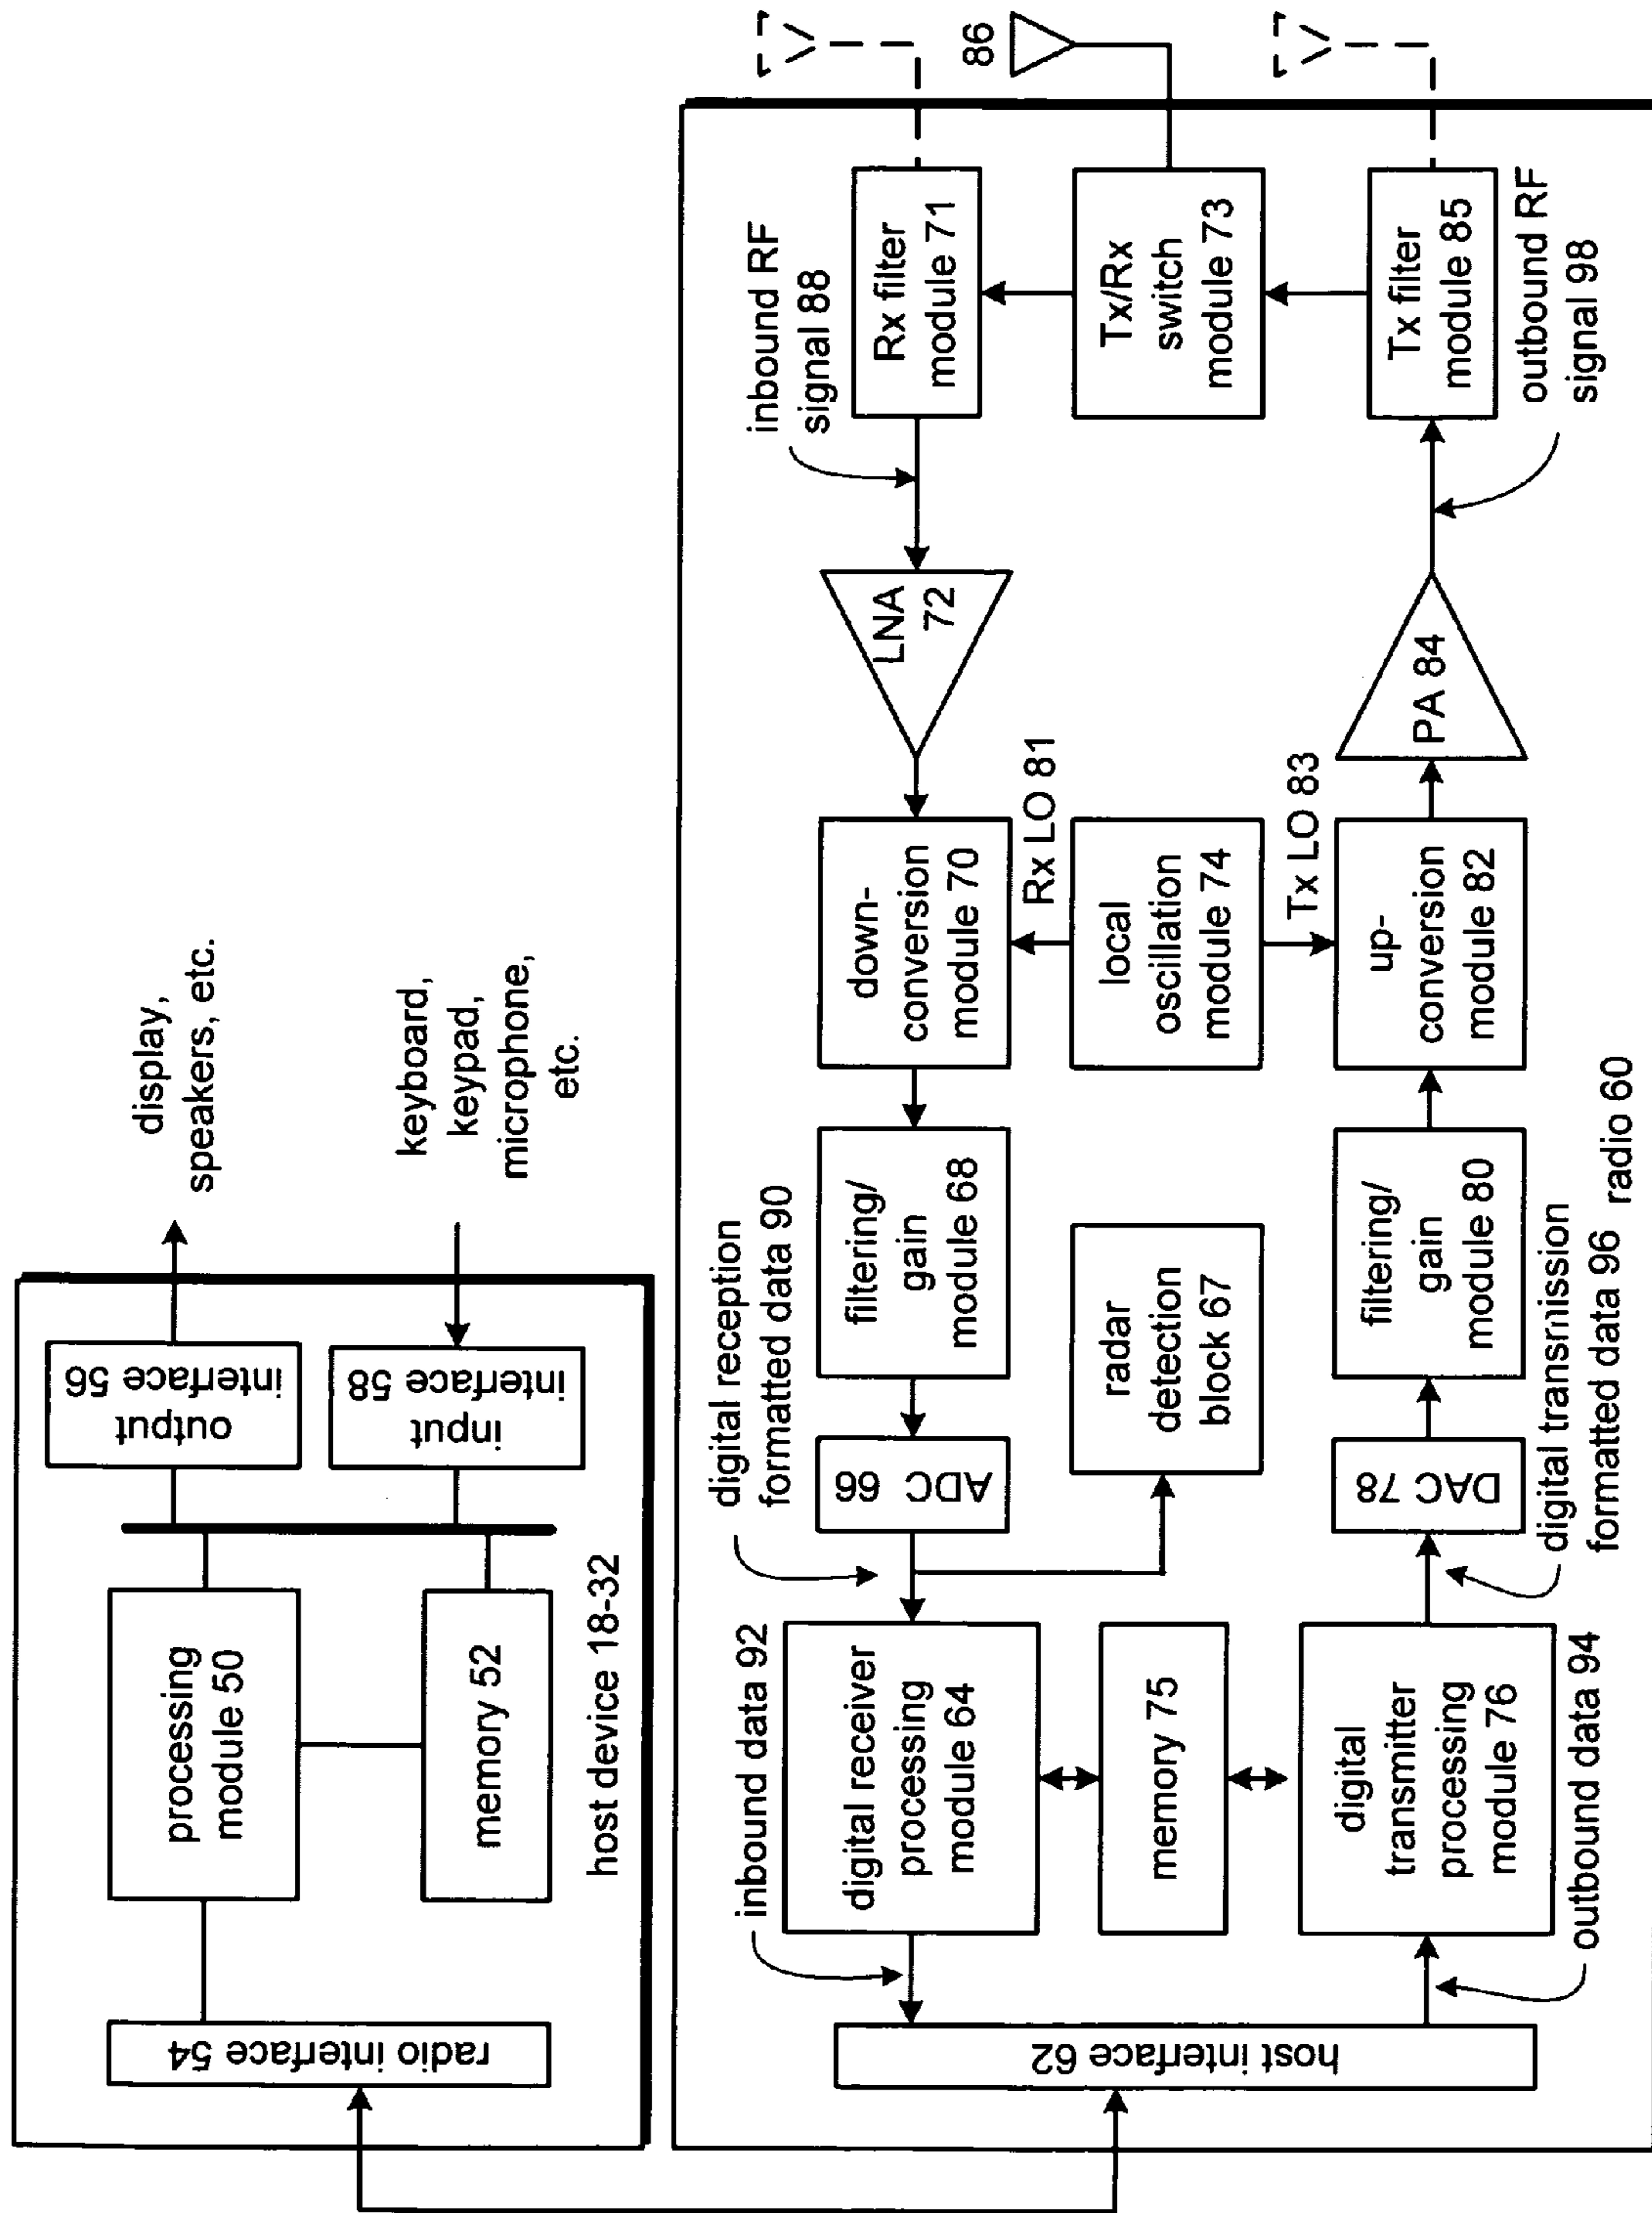 display,
speakers, etc.
keyboard,
keypad,
microphone,
etc.
output
interface 56
input
interface 58
processing
module 50
memory 52
radio interface 54
host device 18-32
86
inbound RF
signal 88
Rx filter
module 71
Tx/Rx
switch
module 73
Tx filter
module 85
outbound RF
signal 98
LNA
72
PA 84
down-
conversion
module 70
Rx LO 81
local
oscillation
module 74
Tx LO 83
up-
conversion
module 82
filtering/
gain
module 68
digital reception
formatted data 90
ADC 66
radar
detection
block 67
filtering/
gain
module 80
DAC 78
digital transmission
formatted data 96
radio 60
inbound data 92
digital receiver
processing
module 64
memory 75
digital
transmitter
processing
module 76
outbound data 94
host interface 62